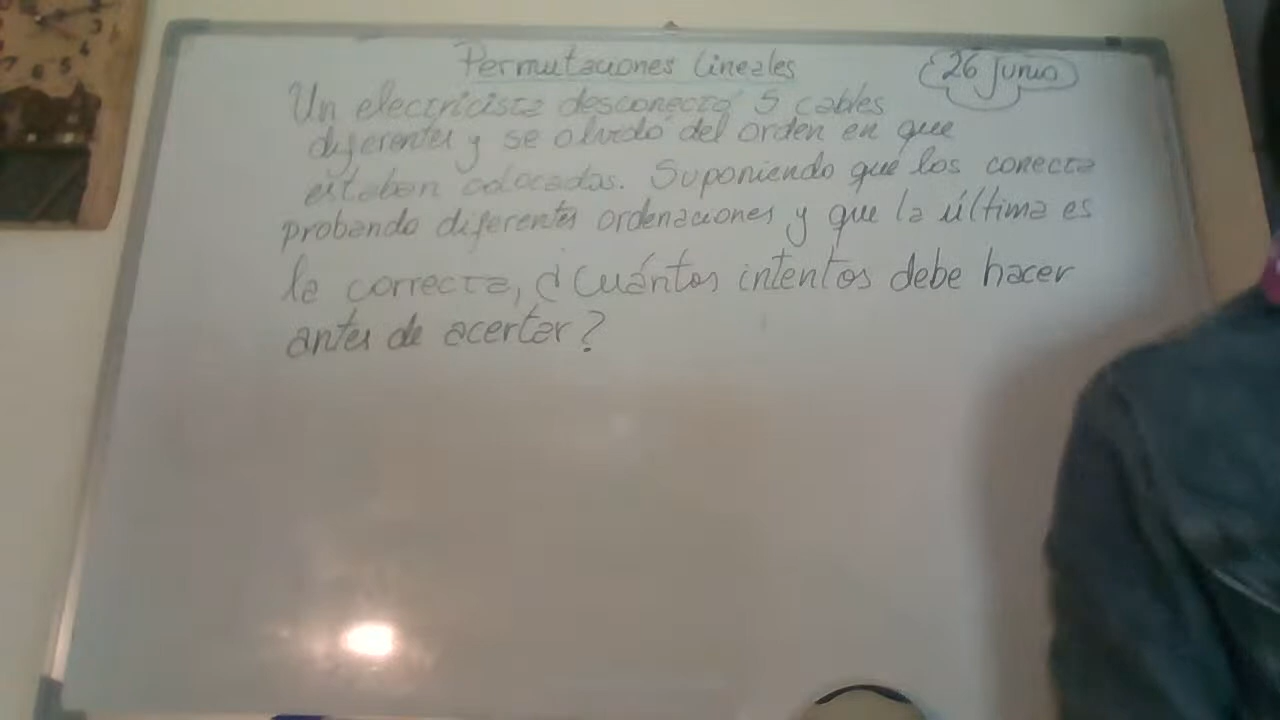 Permutaciones Lineales
26 junio
Un electricista desconectó 5 cables
diferentes y se olvidó del orden en que
estaban colocadas. Suponiendo que los conecta
probando diferentes ordenaciones y que la última es
la correcta, ¿Cuántos intentos debe hacer
antes de acertar?